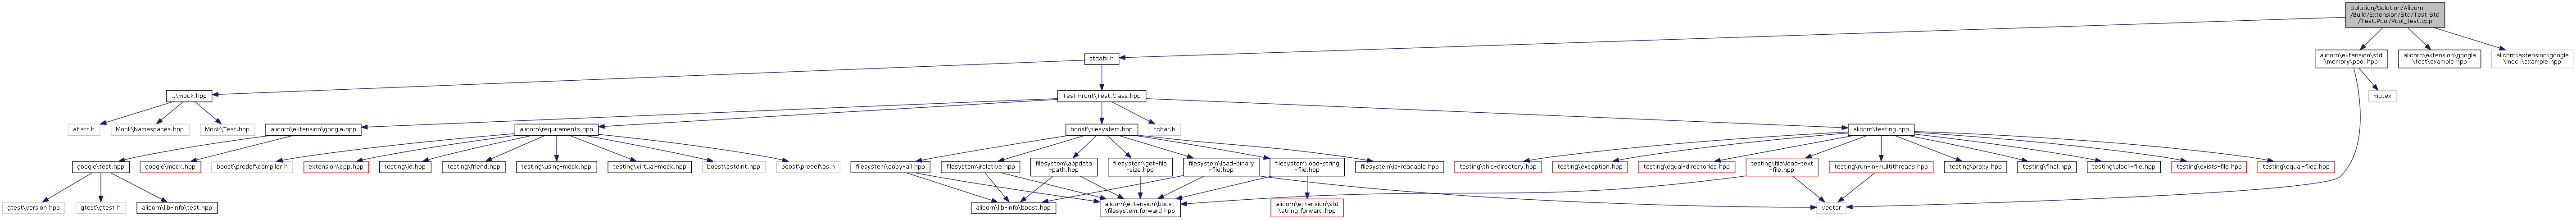 Solution/Solution/Alicorn
/Build/Extension/Std/Test.Std
/Test.Pool/Pool_test.cpp
stdafx.h
alicorn\extension\std
\memory\pool.hpp
alicorn\extension\google
\test\example.hpp
alicorn\extension\google
\mock\example.hpp
..\mock.hpp
Test.Front\Test.Class.hpp
mutex
atlstr.h
Mock\Namespaces.hpp
Mock\Test.hpp
alicorn\extension\google.hpp
alicorn\requirements.hpp
boost\filesystem.hpp
tchar.h
alicorn\testing.hpp
google\test.hpp
google\mock.hpp
boost\predef\compiler.h
extension\cpp.hpp
testing\id.hpp
testing\friend.hpp
testing\using-mock.hpp
testing\virtual-mock.hpp
boost\cstdint.hpp
boost\predef\os.h
filesystem\copy-all.hpp
filesystem\relative.hpp
filesystem\appdata
-path.hpp
filesystem\get-file
-size.hpp
filesystem\load-binary
-file.hpp
filesystem\load-string
-file.hpp
filesystem\is-readable.hpp
testing\this-directory.hpp
testing\exception.hpp
testing\equal-directories.hpp
testing\file\load-text
-file.hpp
testing\run-in-multithreads.hpp
testing\proxy.hpp
testing\final.hpp
testing\block-file.hpp
testing\exists-file.hpp
testing\equal-files.hpp
gtest\version.hpp
gtest\gtest.h
alicorn\lib-info\test.hpp
alicorn\lib-info\boost.hpp
alicorn\extension\boost
\filesystem.forward.hpp
alicorn\extension\std
\string.forward.hpp
vector